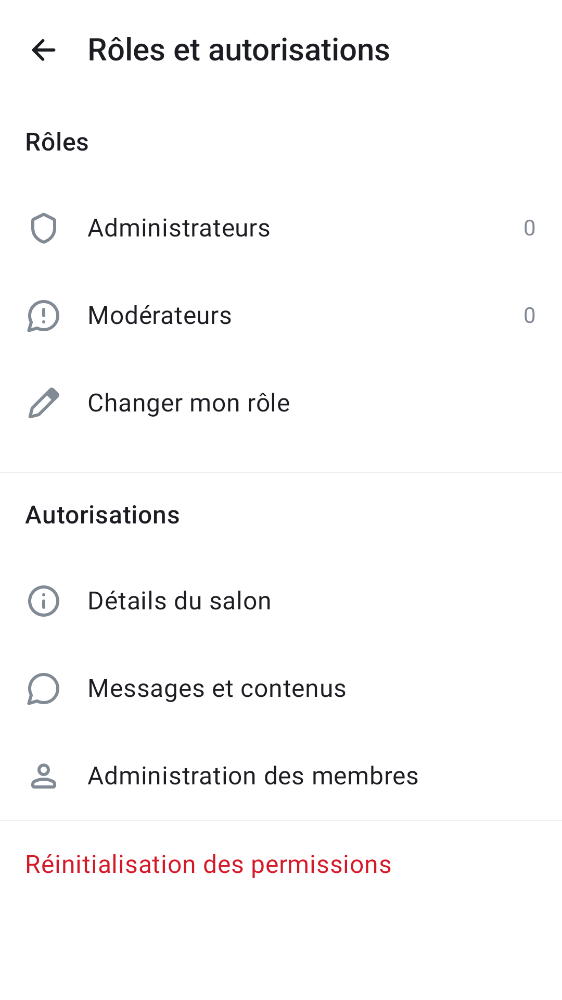 Rôles et autorisations
Rôles
Administrateurs 0
Modérateurs 0
Changer mon rôle
Autorisations
Détails du salon
Messages et contenus
Administration des membres
Réinitialisation des permissions